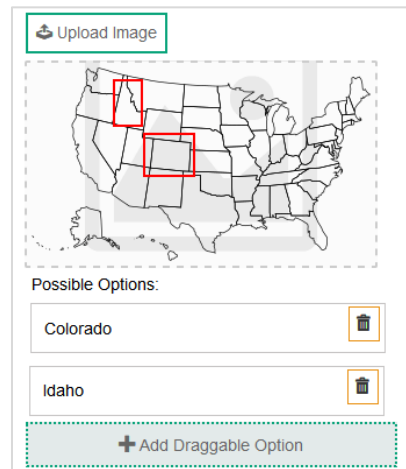 Upload Image
Possible Options:
Colorado
Idaho
Add Draggable Option